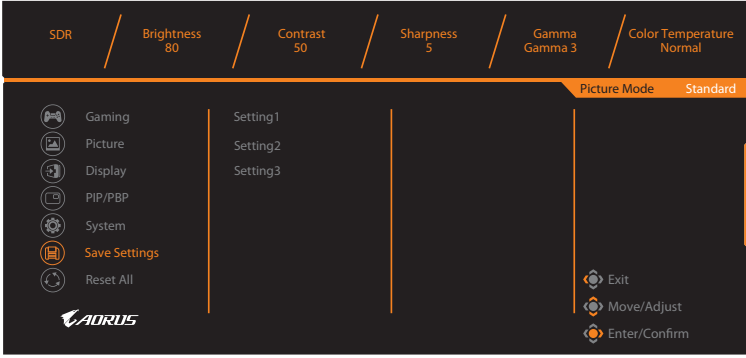 SDR
Brightness
80
Contrast
50
Sharpness
5
Gamma
Gamma 3
Color Temperature
Normal
Picture Mode Standard
Gaming
Picture
Display
PIP/PBP
System
Save Settings
Reset All
Setting1
Setting2
Setting3
Exit
Move/Adjust
Enter/Confirm
AORUS